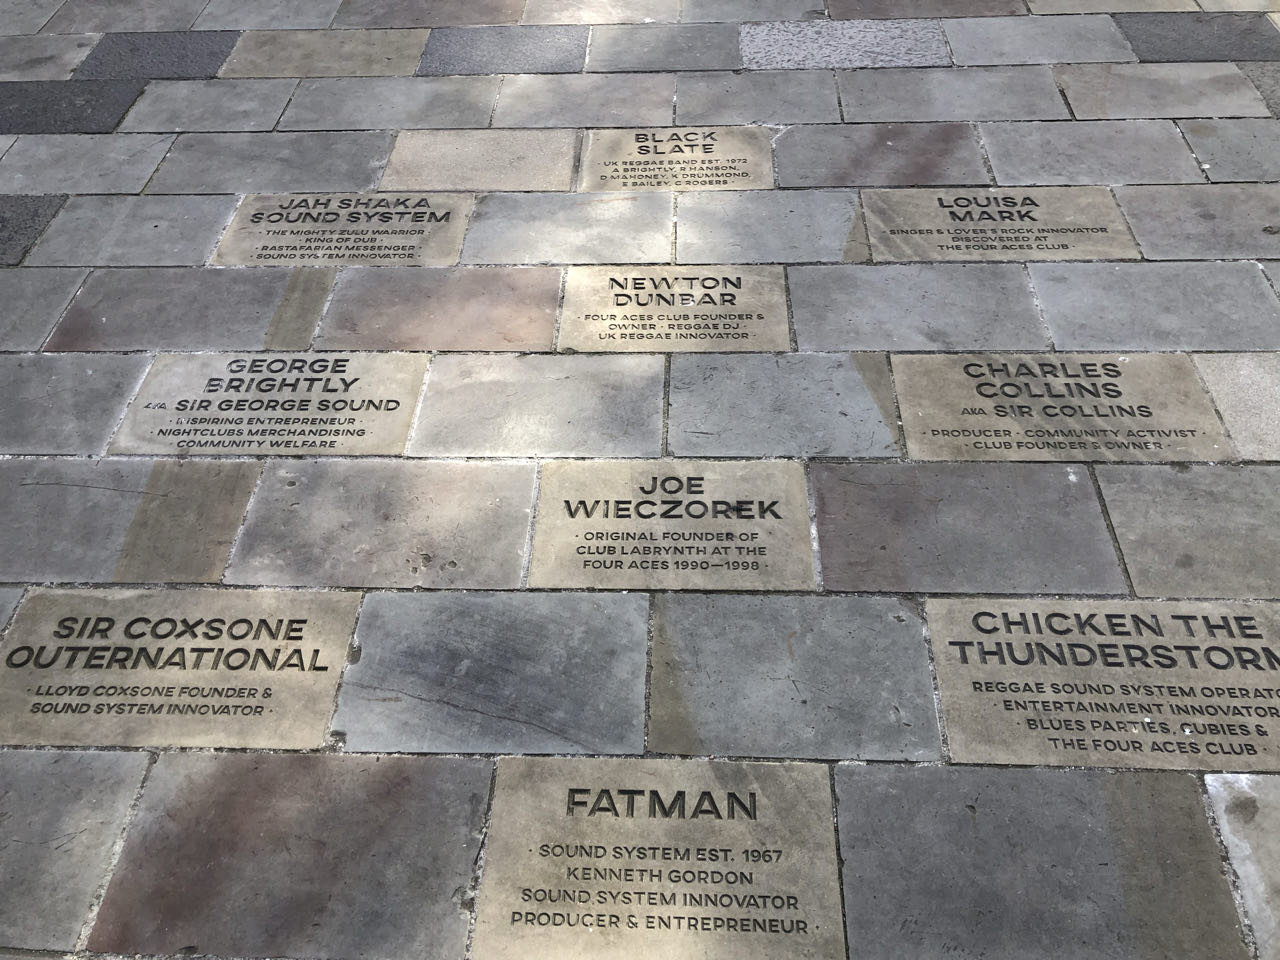 BLACK
SLATE
· UK REGGAE BAND EST. 1972
A BRIGHTLY, R HANSON,
D MAHONEY, K DRUMMOND,
E BAILEY, C ROGERS ·
JAH SHAKA
SOUND SYSTEM
· THE MIGHTY ZULU WARRIOR ·
· KING OF DUB ·
· RASTAFARIAN MESSENGER ·
· SOUND SYSTEM INNOVATOR ·
LOUISA
MARK
· SINGER & LOVER'S ROCK INNOVATOR
DISCOVERED AT
THE FOUR ACES CLUB ·
NEWTON
DUNBAR
· FOUR ACES CLUB FOUNDER &
OWNER · REGGAE DJ ·
UK REGGAE INNOVATOR ·
GEORGE
BRIGHTLY
AKA SIR GEORGE SOUND
· INSPIRING ENTREPRENEUR ·
· NIGHTCLUBS MERCHANDISING ·
COMMUNITY WELFARE ·
CHARLES
COLLINS
AKA SIR COLLINS
· PRODUCER · COMMUNITY ACTIVIST ·
· CLUB FOUNDER & OWNER ·
JOE
WIECZOREK
· ORIGINAL FOUNDER OF
CLUB LABRYNTH AT THE
FOUR ACES 1990—1998 ·
SIR COXSONE
OUTERNATIONAL
· LLOYD COXSONE FOUNDER &
SOUND SYSTEM INNOVATOR ·
CHICKEN THE
THUNDERSTORM
REGGAE SOUND SYSTEM OPERATO
· ENTERTAINMENT INNOVATOR
· BLUES PARTIES, CUBIES &
THE FOUR ACES CLUB ·
FATMAN
· SOUND SYSTEM EST. 1967
KENNETH GORDON
SOUND SYSTEM INNOVATOR
PRODUCER & ENTREPRENEUR ·